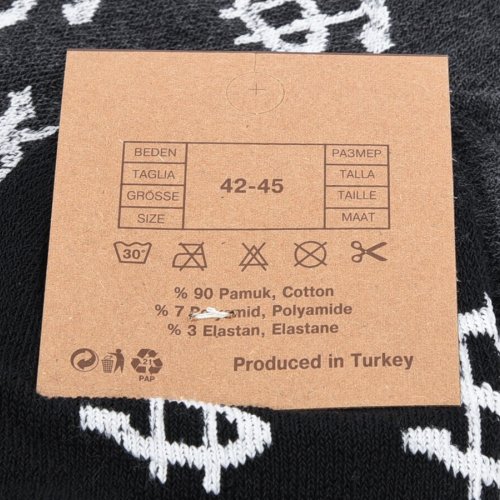 BEDEN
TAGLIA
GRÖSSE
SIZE
42-45
РАЗМЕР
TALLA
TAILLE
MAAT
30°
% 90 Pamuk, Cotton
% 7 Polyamid, Polyamide
% 3 Elastan, Elastane
21
PAP
Produced in Turkey